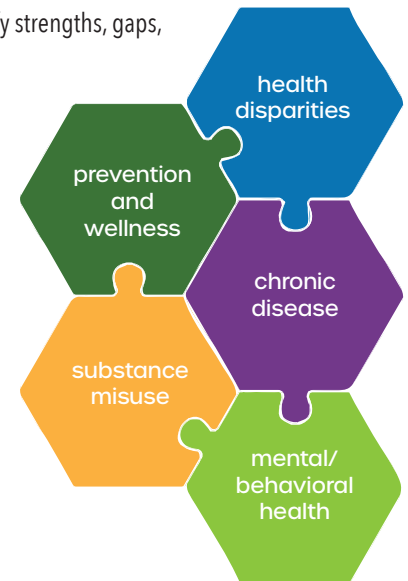 strengths, gaps,
health
disparities
prevention
and
wellness
chronic
disease
substance
misuse
mental/
behavioral
health